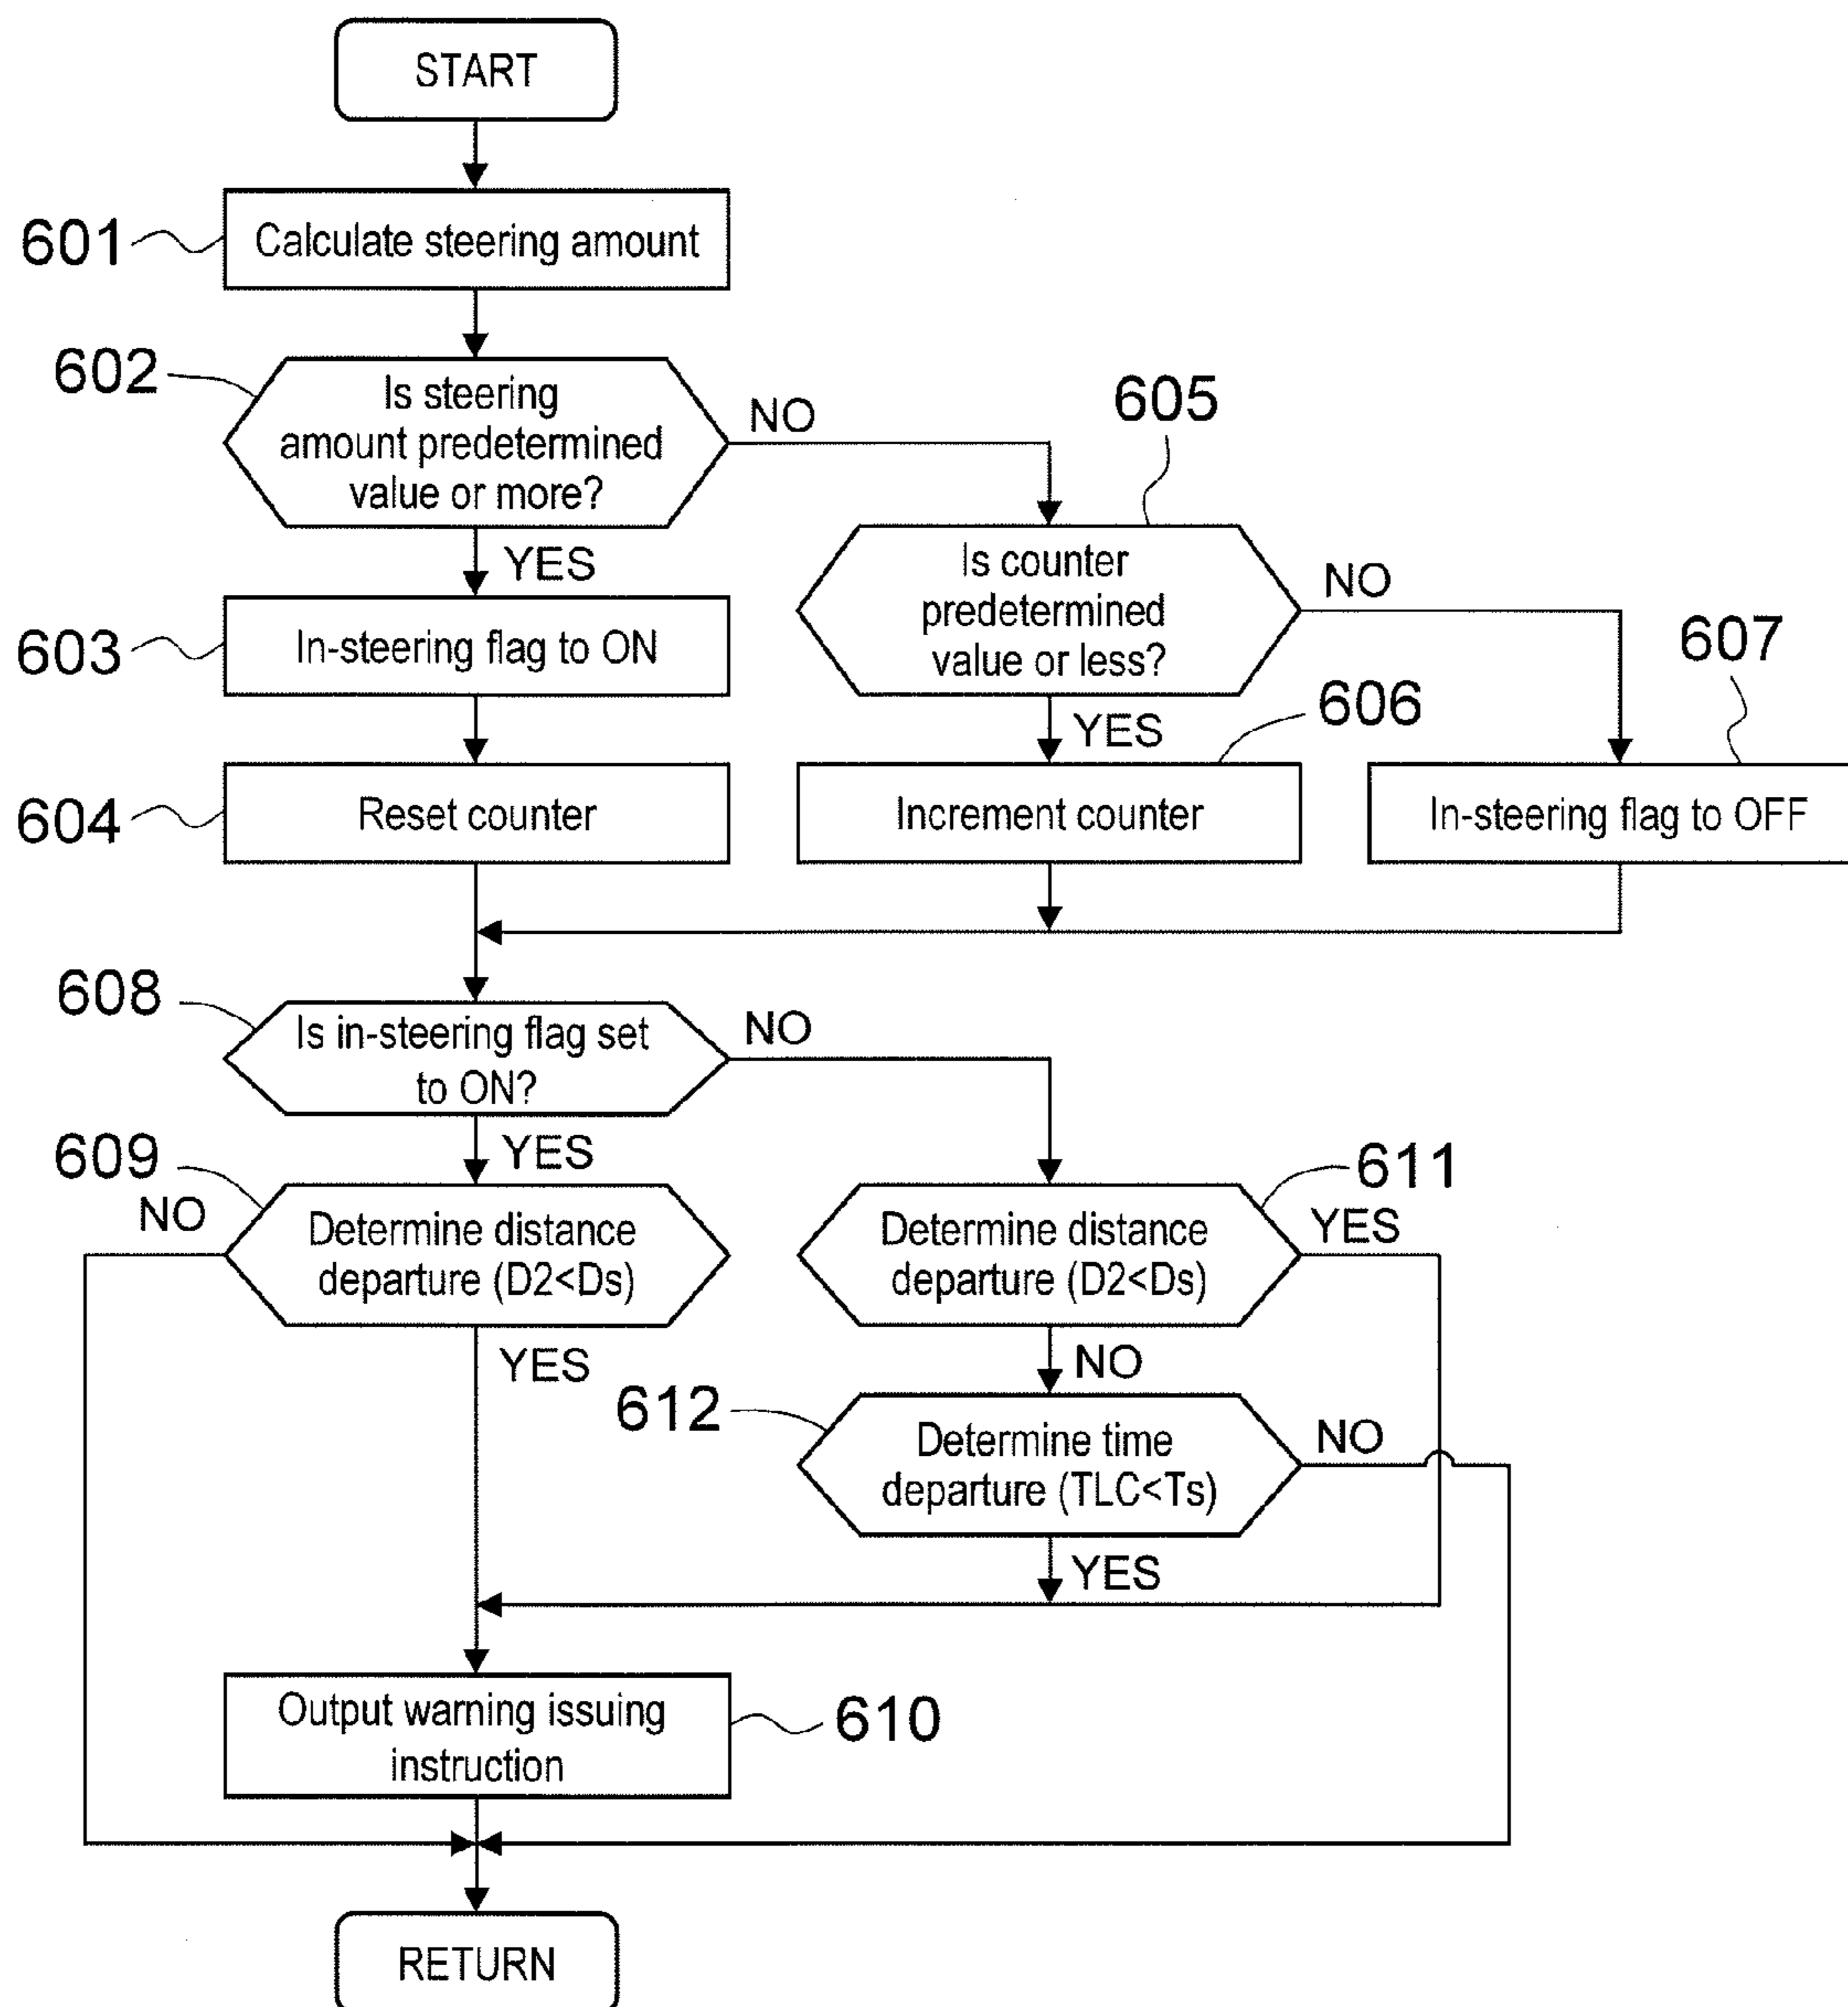 START
601
Calculate steering amount
602
Is steering
amount predetermined
value or more?
NO
605
YES
Is counter
predetermined
value or less?
NO
603
In-steering flag to ON
607
YES
606
604
Reset counter
Increment counter
In-steering flag to OFF
608
Is in-steering flag set
to ON?
NO
YES
609
NO
Determine distance
departure (D2<Ds)
YES
611
Determine distance
departure (D2<Ds)
YES
NO
612
Determine time
departure (TLC<Ts)
NO
YES
Output warning issuing
instruction
610
RETURN